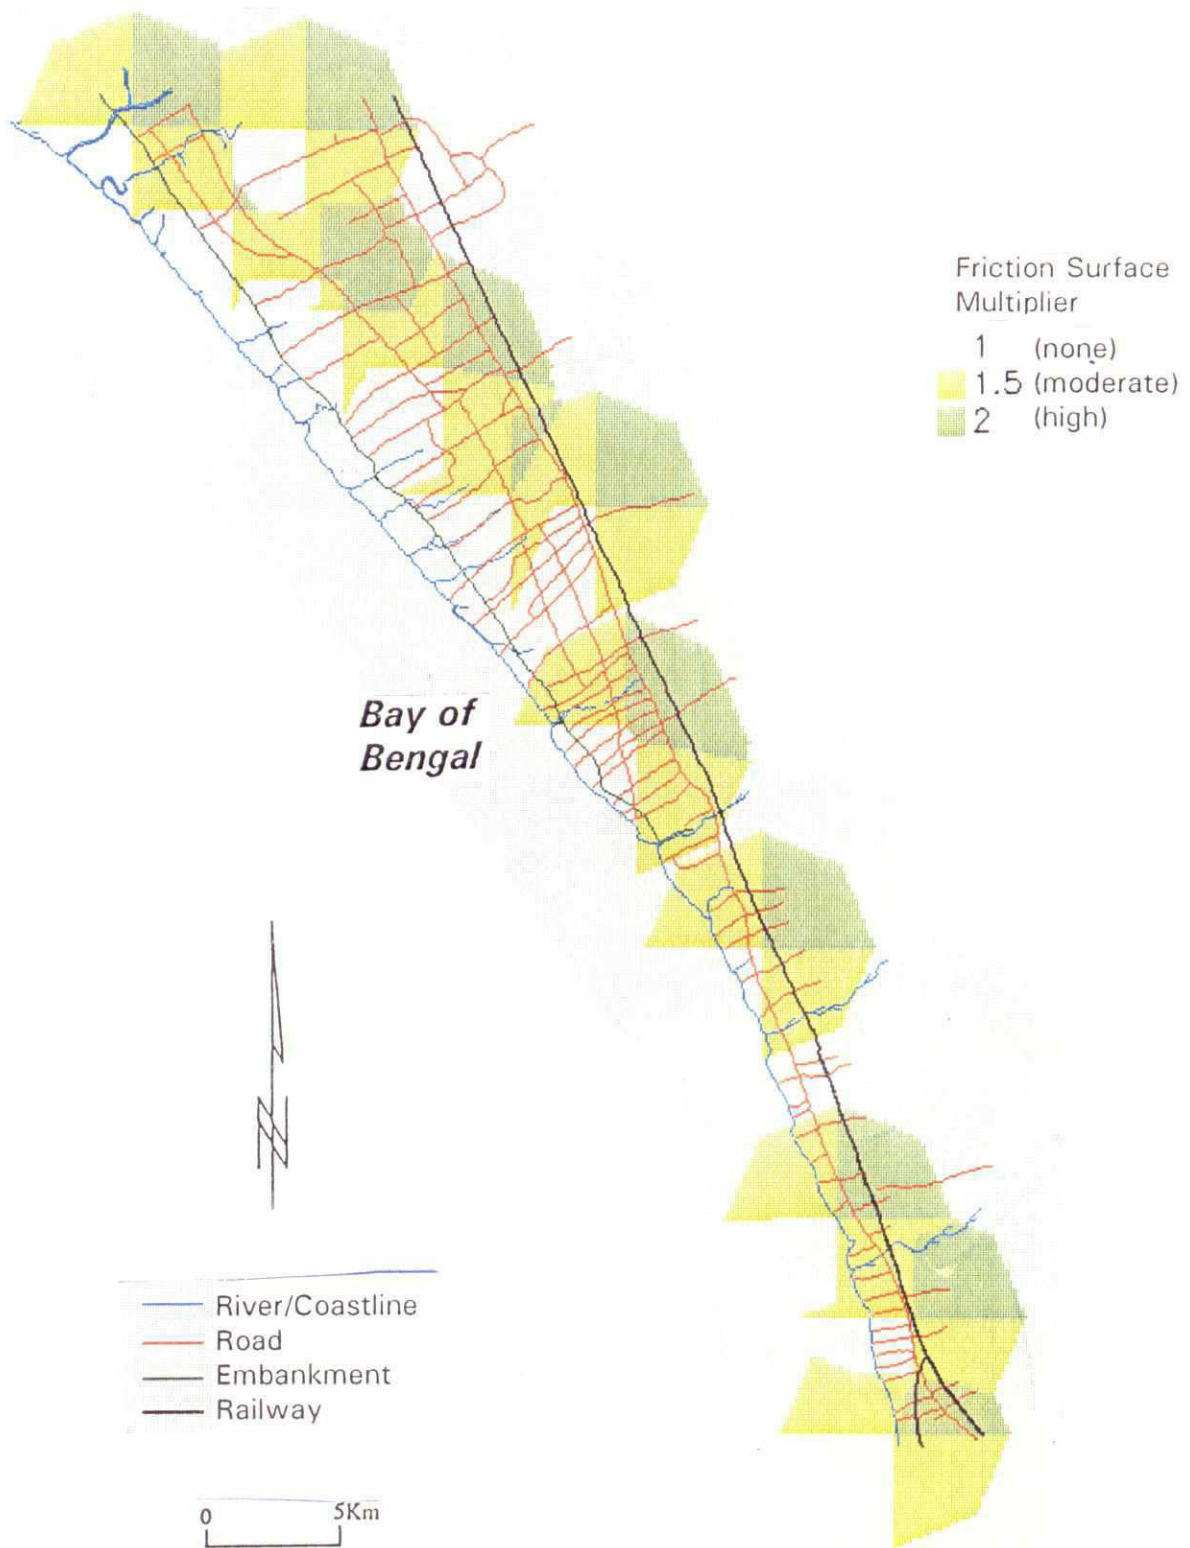 Friction Surface
Multiplier
1 (none)
1.5 (moderate)
2 (high)
Bay of
Bengal
N
River/Coastline
Road
Embankment
Railway
0 5Km